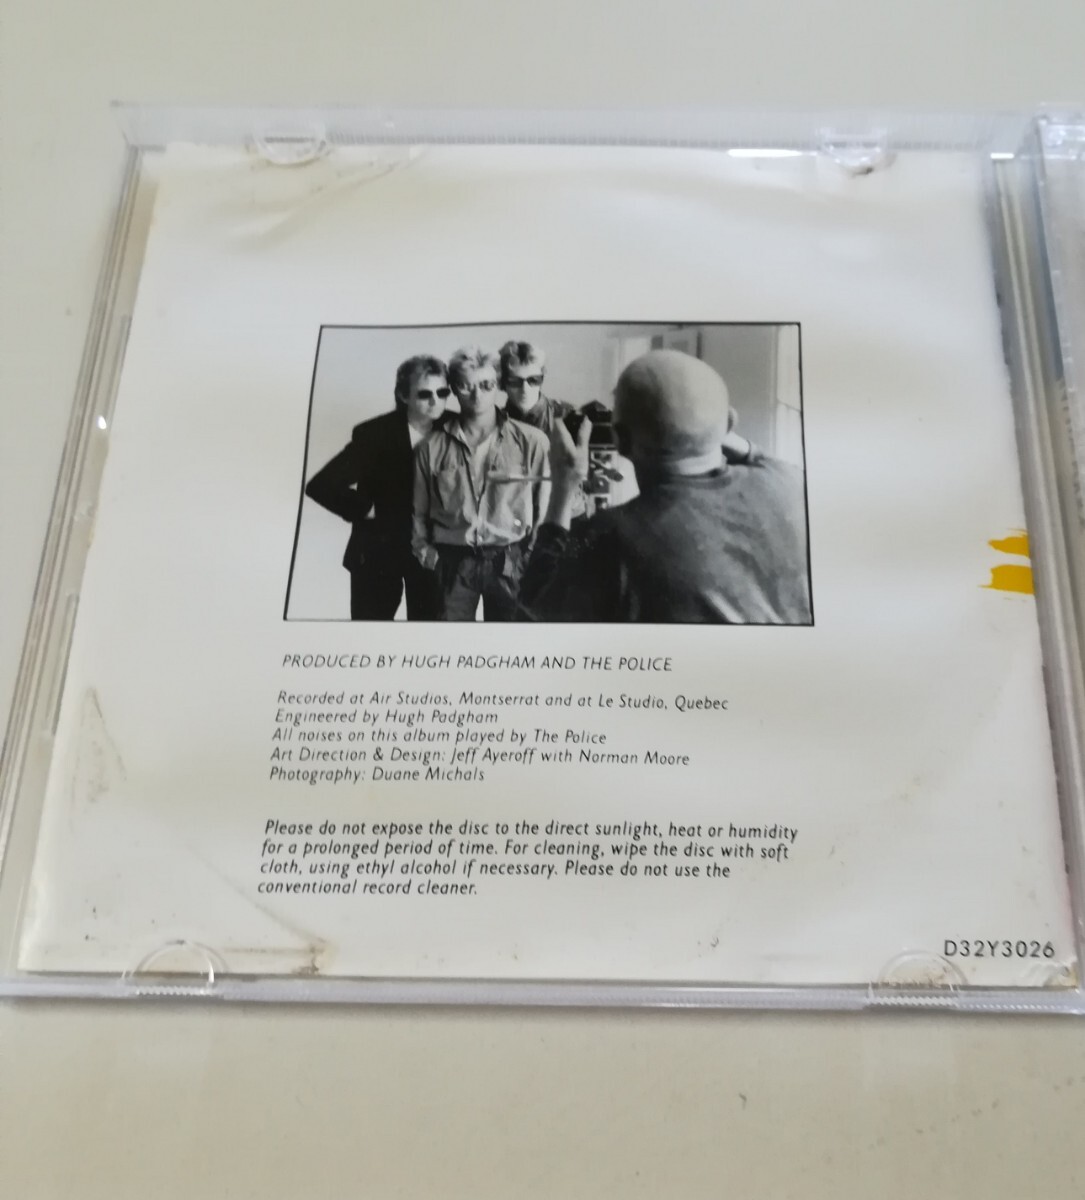 PRODUCED BY HUGH PADGHAM AND THE POLICE
Recorded at Air Studios, Montserrat and at Le Studio, Quebec
Engineered by Hugh Padgham
All noises on this album played by The Police
Art Direction & Design: Jeff Ayeroff with Norman Moore
Photography: Duane Michals
Please do not expose the disc to the direct sunlight, heat or humidity
for a prolonged period of time. For cleaning, wipe the disc with soft
cloth, using ethyl alcohol if necessary. Please do not use the
conventional record cleaner.
D32Y3026